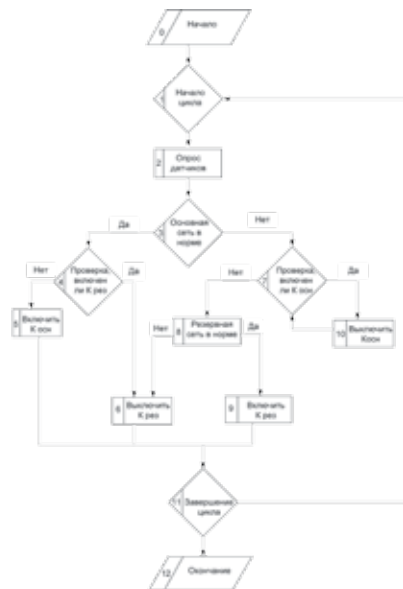 0
Начало
1
Начало
цикла
2
Опрос
датчиков
3
Основная
сеть в
норме
Да
Нет
4
Проверка:
включен
ли К рез
Нет
Да
7
Проверка:
включен
ли К осн
Нет
Да
5
Включить
К осн
8
Резервная
сеть в норме
Нет
Да
10
Выключить
Косн
6
Выключить
К рез
9
Включить
К рез
11
Завершение
цикла
12
Окончание